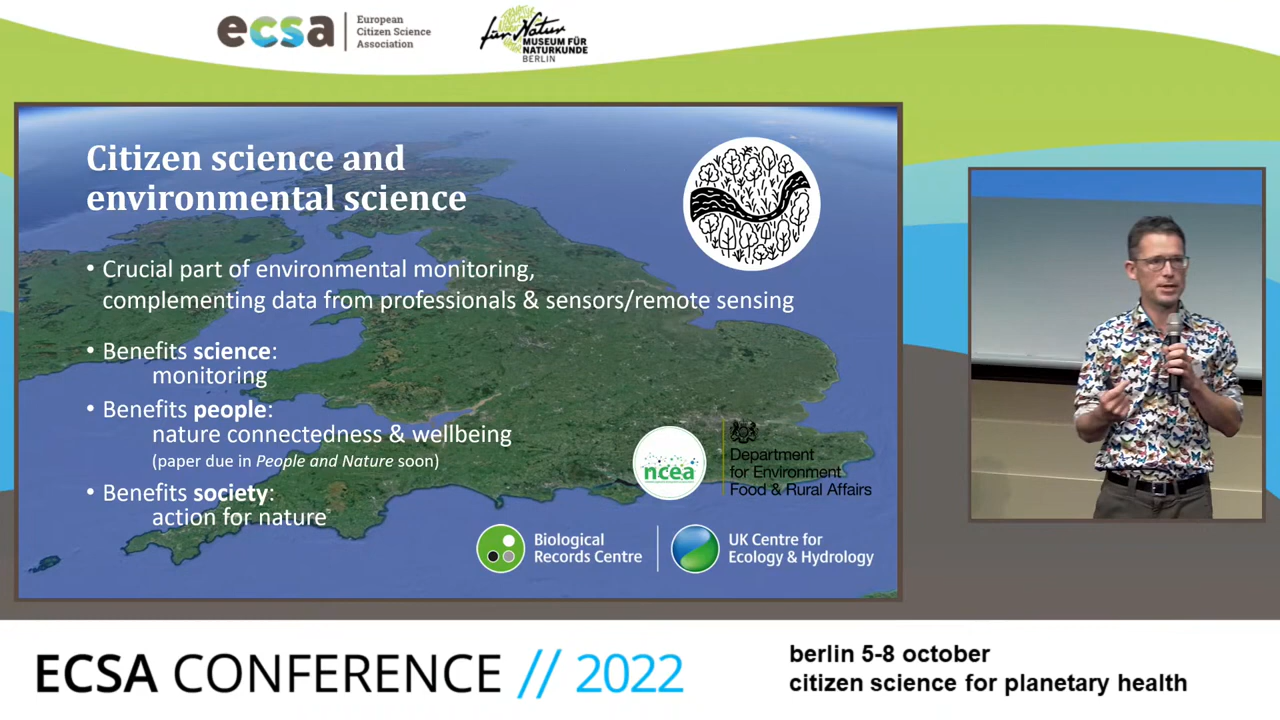 ecsa
European
Citizen Science
Association
für Natur
MUSEUM FÜR
NATURKUNDE
BERLIN
Citizen science and
environmental science
• Crucial part of environmental monitoring,
complementing data from professionals & sensors/remote sensing
• Benefits science:
monitoring
• Benefits people:
nature connectedness & wellbeing
(paper due in People and Nature soon)
• Benefits society:
action for nature
ncea
Department
for Environment
Food & Rural Affairs
Biological
Records Centre
UK Centre for
Ecology & Hydrology
ECSA CONFERENCE // 2022
berlin 5-8 october
citizen science for planetary health